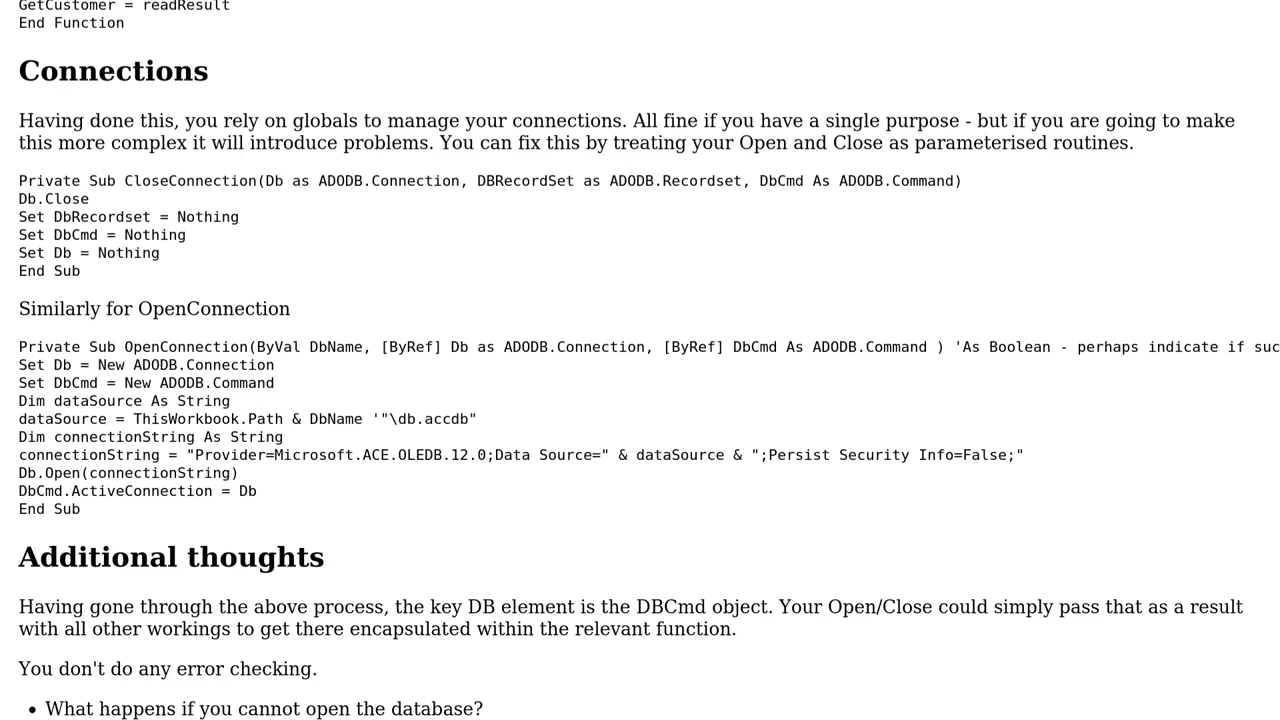 GetCustomer = readResult
End Function
Connections
Having done this, you rely on globals to manage your connections. All fine if you have a single purpose - but if you are going to make
this more complex it will introduce problems. You can fix this by treating your Open and Close as parameterised routines.
Private Sub CloseConnection(Db as ADODB.Connection, DBRecordSet as ADODB.Recordset, DbCmd As ADODB.Command)
Db.Close
Set DbRecordset = Nothing
Set DbCmd = Nothing
Set Db = Nothing
End Sub
Similarly for OpenConnection
Private Sub OpenConnection(ByVal DbName, [ByRef] Db as ADODB.Connection, [ByRef] DbCmd As ADODB.Command ) 'As Boolean - perhaps indicate if suc
Set Db = New ADODB.Connection
Set DbCmd = New ADODB.Command
Dim dataSource As String
dataSource = ThisWorkbook.Path & DbName '"\db.accdb"
Dim connectionString As String
connectionString = "Provider=Microsoft.ACE.OLEDB.12.0;Data Source=" & dataSource & ";Persist Security Info=False;"
Db.Open(connectionString)
DbCmd.ActiveConnection = Db
End Sub
Additional thoughts
Having gone through the above process, the key DB element is the DBCmd object. Your Open/Close could simply pass that as a result
with all other workings to get there encapsulated within the relevant function.
You don't do any error checking.
• What happens if you cannot open the database?